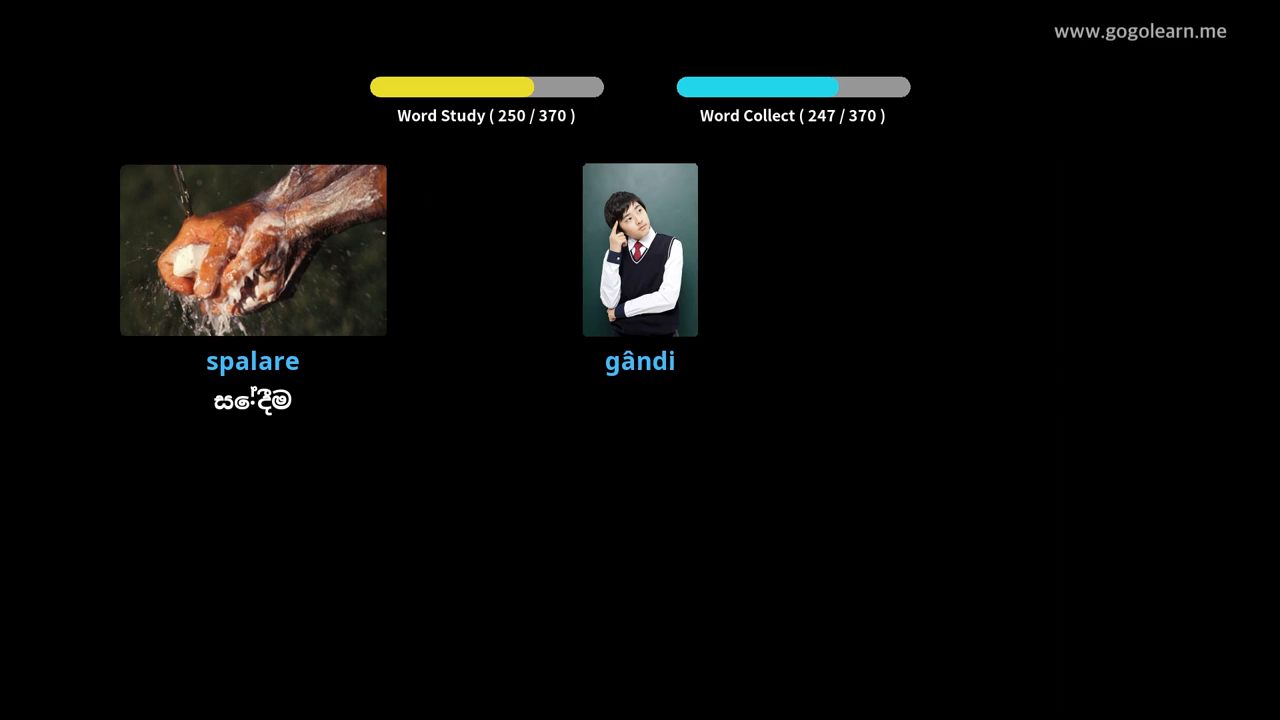 www.gogolearn.me
Word Study ( 250 / 370 )
Word Collect ( 247 / 370 )
spalare
සේදීම
gândi